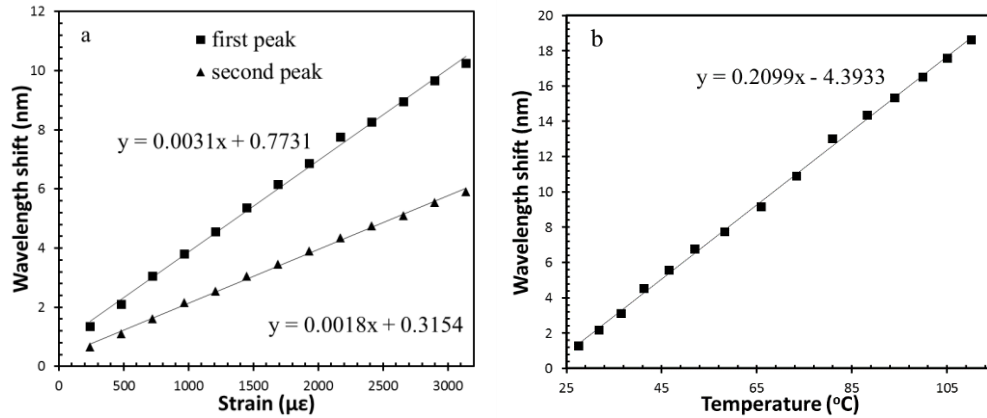 a
first peak
second peak
y = 0.0031x + 0.7731
y = 0.0018x + 0.3154
12
10
8
6
4
2
0
0 500 1000 1500 2000 2500 3000
Wavelength shift (nm)
Strain (με)
b
y = 0.2099x - 4.3933
20
18
16
14
12
10
8
6
4
2
0
25 45 65 85 105
Wavelength shift (nm)
Temperature (°C)